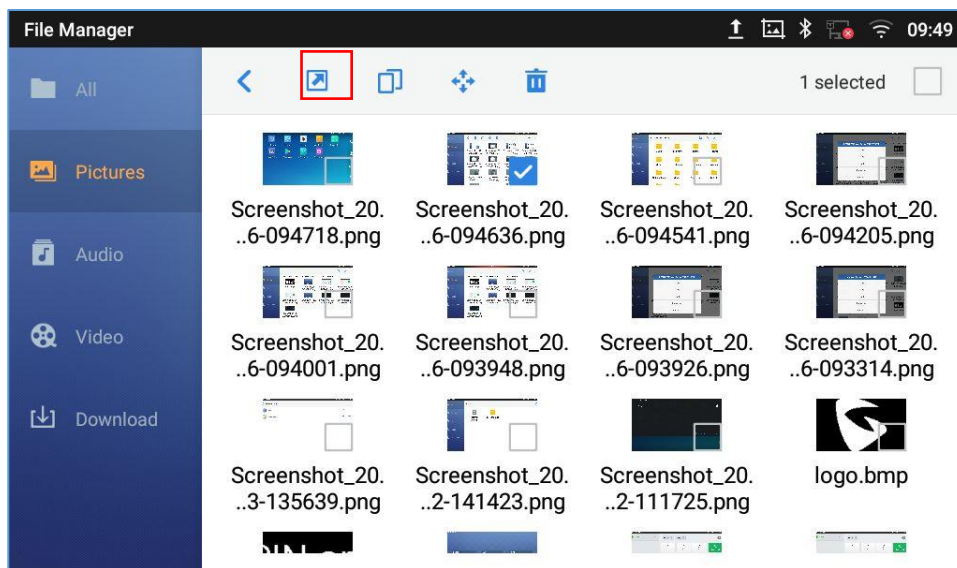 File Manager
09:49
All
1 selected
Pictures
Screenshot_20.
..6-094718.png
Screenshot_20.
..6-094636.png
Screenshot_20.
..6-094541.png
Screenshot_20.
..6-094205.png
Audio
Video
Screenshot_20.
..6-094001.png
Screenshot_20.
..6-093948.png
Screenshot_20.
..6-093926.png
Screenshot_20.
..6-093314.png
Download
Screenshot_20.
..3-135639.png
Screenshot_20.
..2-141423.png
Screenshot_20.
..2-111725.png
logo.bmp